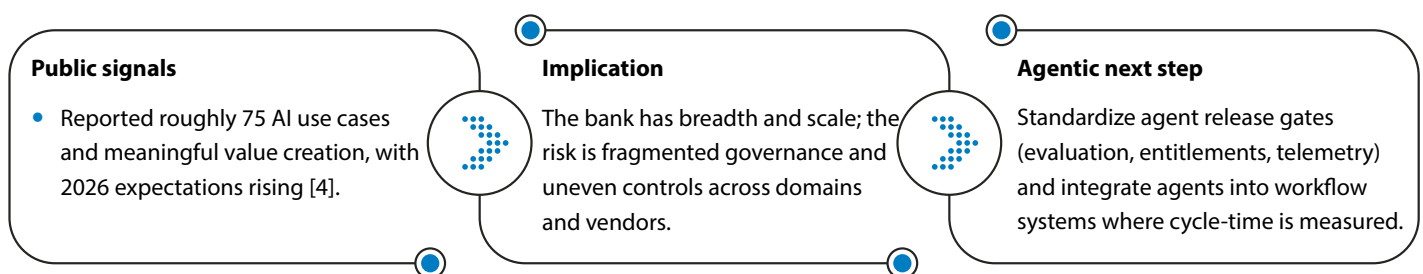 Public signals
• Reported roughly 75 AI use cases
and meaningful value creation, with
2026 expectations rising [4].
Implication
The bank has breadth and scale; the
risk is fragmented governance and
uneven controls across domains
and vendors.
Agentic next step
Standardize agent release gates
(evaluation, entitlements, telemetry)
and integrate agents into workflow
systems where cycle-time is measured.